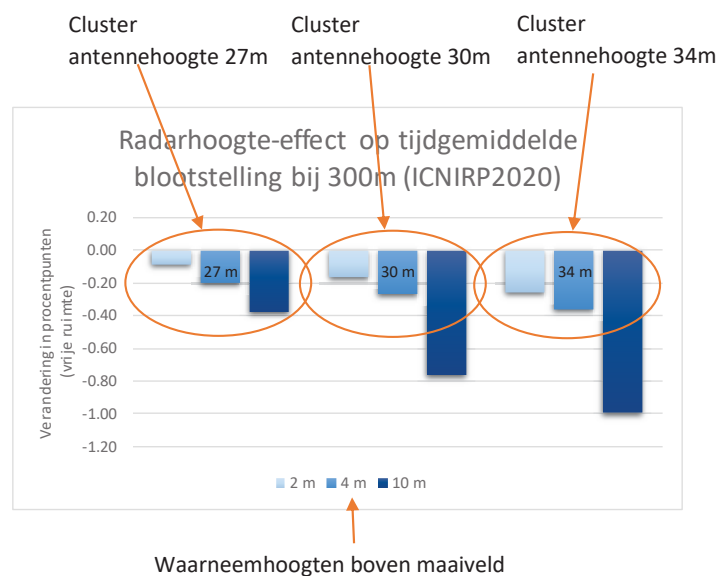 Cluster
antennehoogte 27m
Cluster
antennehoogte 30m
Cluster
antennehoogte 34m
Radarhoogte-effect op tijdgemiddelde
blootstelling bij 300m (ICNIRP2020)
Verandering in procentpunten
(vrije ruimte)
0.20
0.00
-0.20
-0.40
-0.60
-0.80
-1.00
-1.20
27 m
30 m
34 m
2 m 4 m 10 m
Waarneemhoogten boven maaiveld